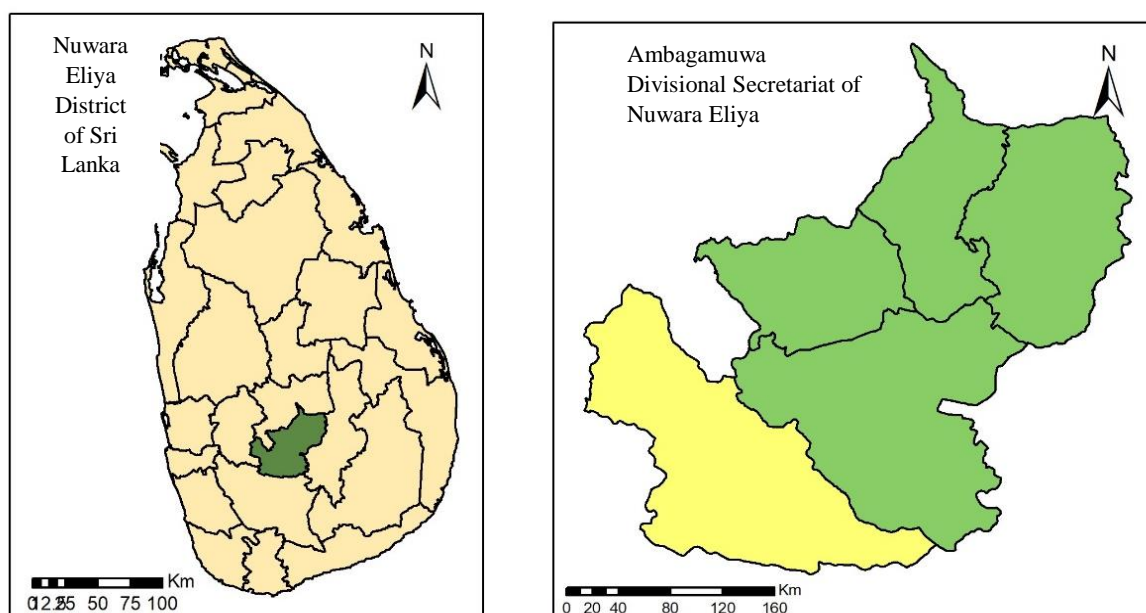 Nuwara
Eliya
District
of Sri
Lanka
N
Km
0 12.5 25 50 75 100
Ambagamuwa
Divisional Secretariat of
Nuwara Eliya
N
Km
0 20 40 80 120 160